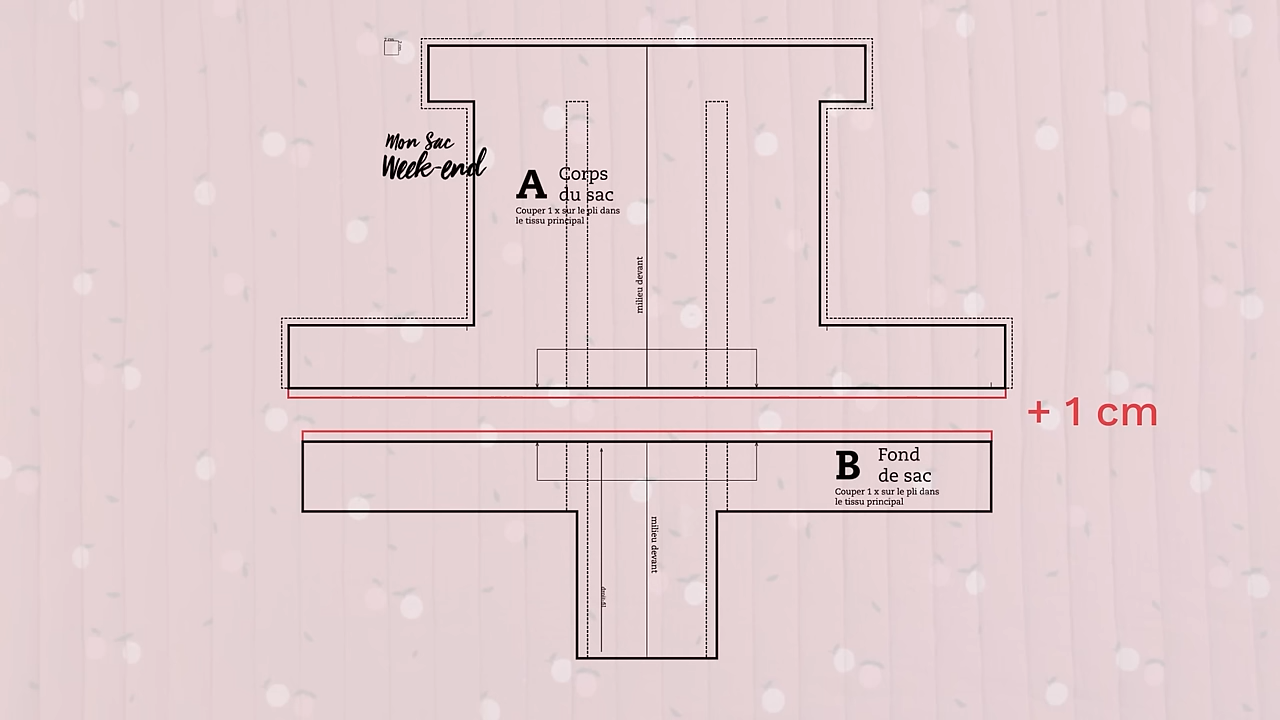 Mon Sac
Week-end
A Corps
du sac
Couper 1 x sur le pli dans
le tissu principal
milieu devant
+ 1 cm
B Fond
de sac
Couper 1 x sur le pli dans
le tissu principal
milieu devant